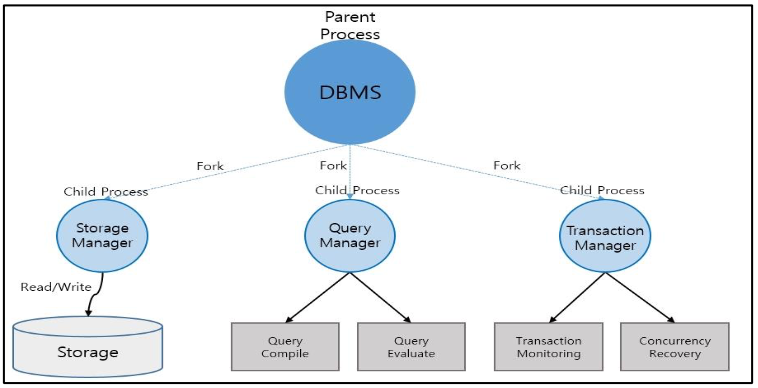 Parent
Process
DBMS
Fork
Fork
Fork
Child Process
Child Process
Child Process
Storage
Manager
Query
Manager
Transaction
Manager
Read/Write
Storage
Query
Compile
Query
Evaluate
Transaction
Monitoring
Concurrency
Recovery